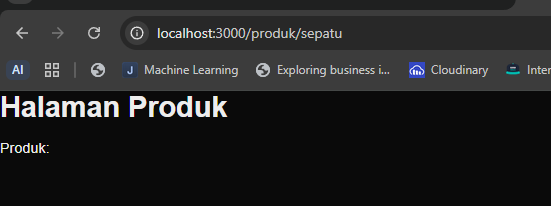 localhost:3000/produk/sepatu
AI
J Machine Learning
Exploring business i...
Cloudinary
Inter
Halaman Produk
Produk: